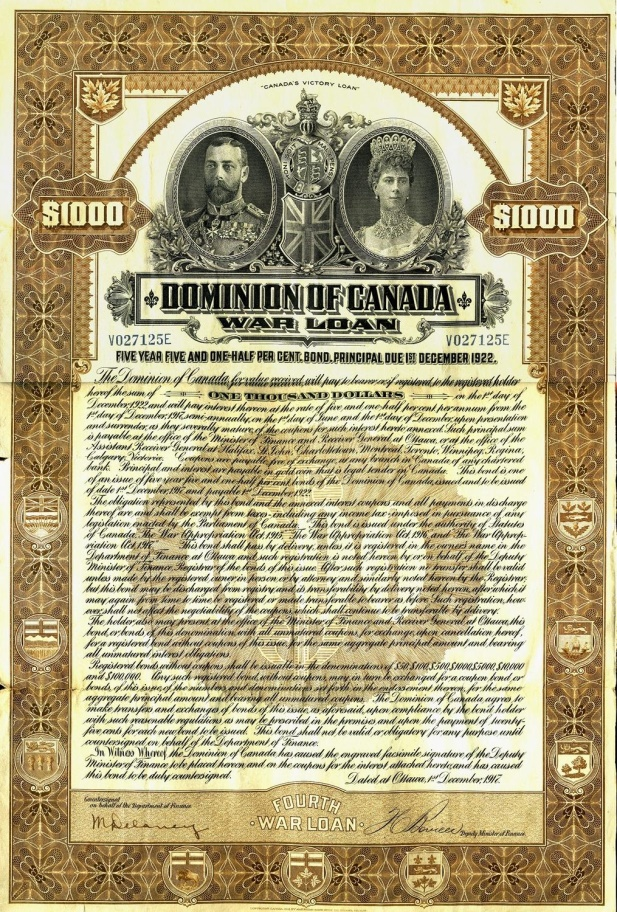 "CANADA'S VICTORY LOAN"
$1000 $1000
DOMINION OF CANADA
WAR LOAN
V027125E V027125E
FIVE YEAR FIVE AND ONE-HALF PER CENT. BOND. PRINCIPAL DUE 1ST DECEMBER 1922.
The Dominion of Canada, for value received, will pay to bearer or if registered, to the registered holder
hereof the sum of ONE THOUSAND DOLLARS on the 1st day of
December, 1922, and will pay interest thereon at the rate of five and one-half per cent per annum from the
1st day of December, 1917, semi-annually, on the 1st day of June and the 1st day of December, upon presentation
and surrender, as they severally mature, of the coupons for such interest hereto annexed. Such principal sum
is payable at the office of the Minister of Finance and Receiver General at Ottawa, or at the office of the
Assistant Receiver General at Halifax, St. John, Charlottetown, Montreal, Toronto, Winnipeg, Regina,
Calgary, Victoria. Coupons are payable, free of exchange, at any branch in Canada of any chartered
bank. Principal and interest are payable in gold coin that is legal tender in Canada. This bond is one
of an issue of five year five and one-half per cent bonds of the Dominion of Canada, issued and to be issued
of date 1st December, 1917 and payable 1st December, 1922.
The obligation represented by this bond and the annexed interest coupons and all payments in discharge
thereof are and shall be exempt from taxes - including any income tax - imposed in pursuance of any
legislation enacted by the Parliament of Canada. This bond is issued under the authority of Statutes
of Canada, The War Appropriation Act, 1915, The War Appropriation Act, 1916, and The War Approp-
riation Act, 1917. This bond shall pass by delivery, unless it is registered in the owner's name in the
Department of Finance at Ottawa and such registration is noted hereon by or on behalf of the Deputy
Minister of Finance, Registrar of the bonds of this issue. After such registration no transfer shall be valid
unless made by the registered owner in person or by attorney and similarly noted hereon by the Registrar,
but this bond may be discharged from registry and its transferability by delivery noted hereon, after which it
may again from time to time be registered or made transferable to bearer as before. Such registration, how-
ever, shall not affect the negotiability of the coupons, which shall continue to be transferable by delivery.
The holder also may present, at the office of the Minister of Finance and Receiver General at Ottawa, this
bond, or bonds of this denomination, with all unmatured coupons, for exchange, upon cancellation hereof,
for a registered bond without coupons of this issue, for the same aggregate principal amount and bearing
all unmatured interest obligations.
Registered bonds without coupons shall be issuable in the denominations of $50, $100, $500, $1000, $5000, $10,000
and $100,000. Any such registered bond, without coupons, may in turn be exchanged for a coupon bond or
bonds, of this issue, of the numbers and denominations set forth in the endorsement thereon, for the same
aggregate principal amount and bearing all unmatured coupons. The Dominion of Canada agrees to
make transfers and exchange of bonds of this issue, as aforesaid, upon compliance by the bond holder
with such reasonable regulations as may be prescribed in the premises and upon the payment of twenty-
five cents for each new bond to be issued. This bond shall not be valid or obligatory for any purpose until
countersigned on behalf of the Department of Finance.
In Witness Whereof, the Dominion of Canada has caused the engraved facsimile signature of the Deputy
Minister of Finance to be placed hereon, and on the coupons for the interest attached hereto, and has caused
this bond to be duly countersigned.
Dated at Ottawa, 1st December, 1917.
Countersigned
on behalf of the Department of Finance.
FOURTH
WAR LOAN
Deputy Minister of Finance.